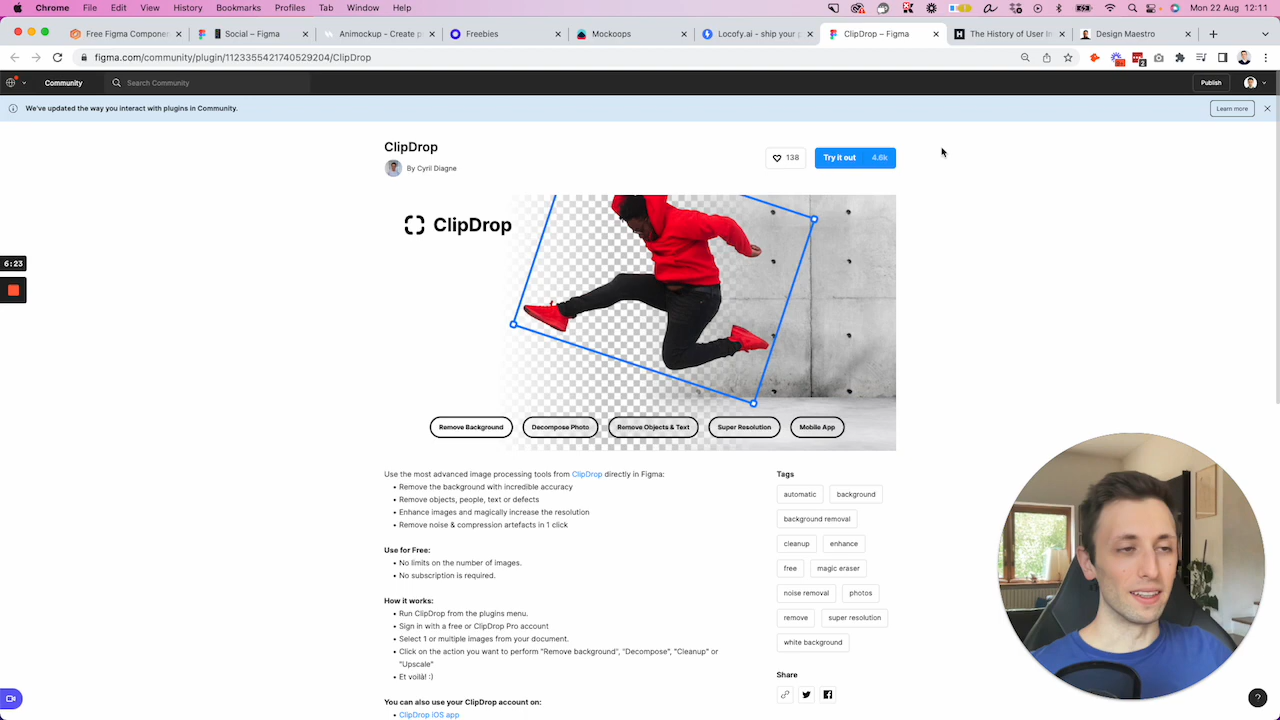 Chrome File Edit View History Bookmarks Profiles Tab Window Help
Mon 22 Aug 12:11
Free Figma Componen
Social – Figma
Animockup - Create p
Freebies
Mockoops
Locofy.ai - ship your p
ClipDrop – Figma
The History of User In
Design Maestro
figma.com/community/plugin/1123355421740529204/ClipDrop
Community
Search Community
Publish
We've updated the way you interact with plugins in Community.
Learn more
ClipDrop
By Cyril Diagne
138
Try it out 4.6k
ClipDrop
6:23
Remove Background
Decompose Photo
Remove Objects & Text
Super Resolution
Mobile App
Use the most advanced image processing tools from ClipDrop directly in Figma:
• Remove the background with incredible accuracy
• Remove objects, people, text or defects
• Enhance images and magically increase the resolution
• Remove noise & compression artefacts in 1 click
Use for Free:
• No limits on the number of images.
• No subscription is required.
How it works:
• Run ClipDrop from the plugins menu.
• Sign in with a free or ClipDrop Pro account
• Select 1 or multiple images from your document.
• Click on the action you want to perform "Remove background", "Decompose", "Cleanup" or
"Upscale"
• Et voilà! :)
You can also use your ClipDrop account on:
• ClipDrop iOS app
Tags
automatic
background
background removal
cleanup
enhance
free
magic eraser
noise removal
photos
remove
super resolution
white background
Share
?